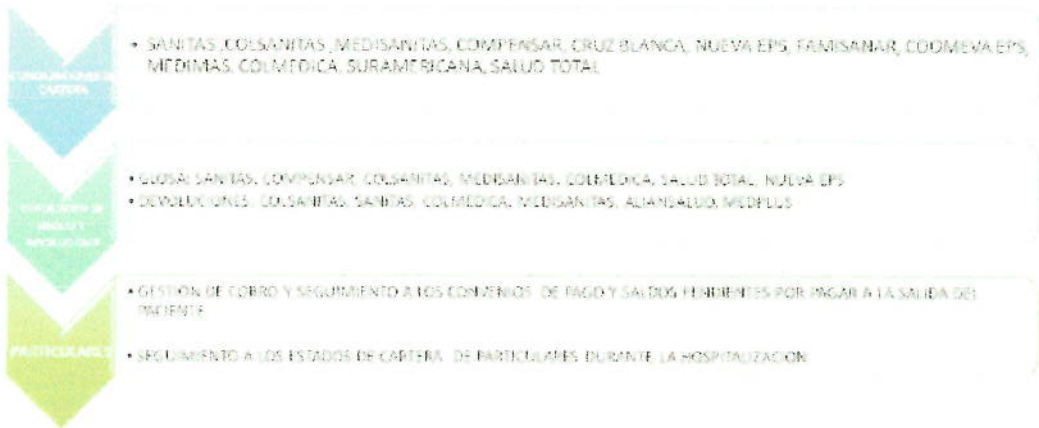 • SANITAS ,COLSANITAS ,MEDISANITAS, COMPENSAR, CRUZ BLANCA, NUEVA EPS, FAMISANAR, COOMEVA EPS,
MEDIMAS, COLMEDICA, SURAMERICANA, SALUD TOTAL
CARTERA
• GLOSA: SANITAS, COMPENSAR, COLSANITAS, MEDISANITAS, COLMEDICA, SALUD TOTAL, NUEVA EPS
• DEVOLUCIONES: COLSANITAS, SANITAS, COLMEDICA, MEDISANITAS, ALIANSALUD, MEDPLUS
• GESTION DE COBRO Y SEGUIMIENTO A LOS CONVENIOS DE PAGO Y SALDOS PENDIENTES POR PAGAR A LA SALIDA DEL
PACIENTE
PARTICULARES
• SEGUIMIENTO A LOS ESTADOS DE CARTERA DE PARTICULARES DURANTE LA HOSPITALIZACION